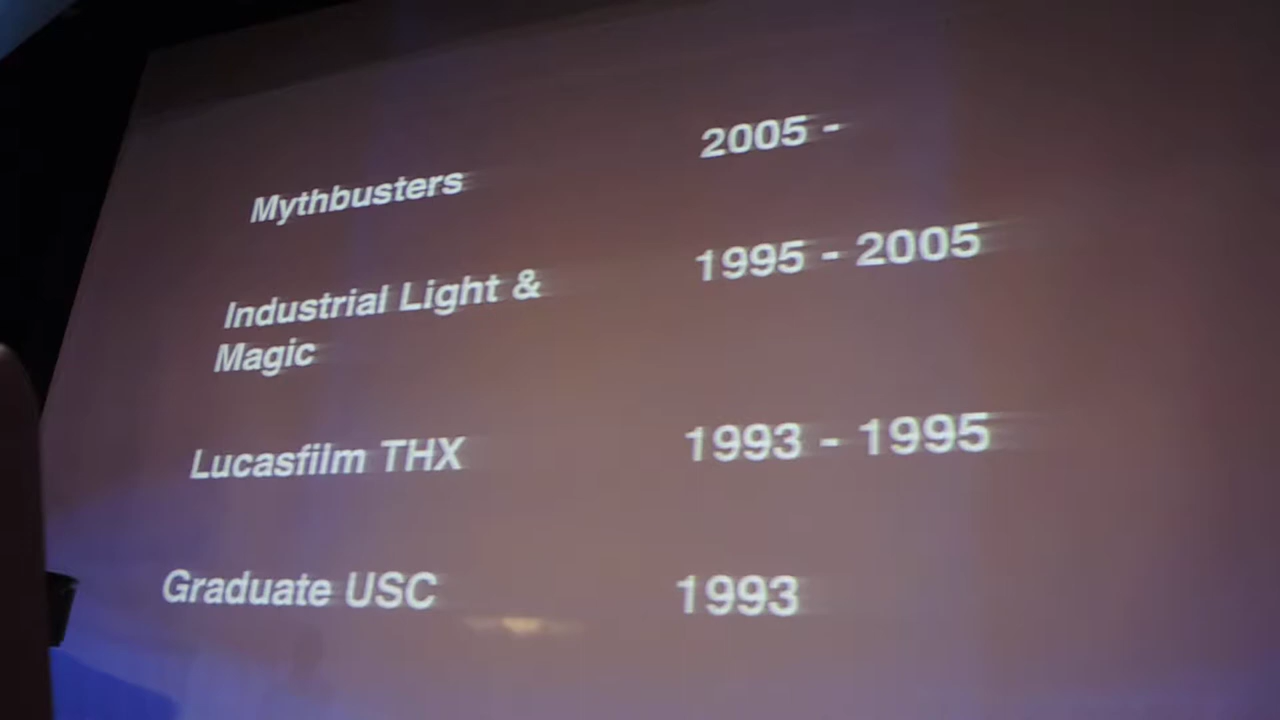 Mythbusters 2005 -
Industrial Light & 1995 - 2005
Magic
Lucasfilm THX 1993 - 1995
Graduate USC 1993